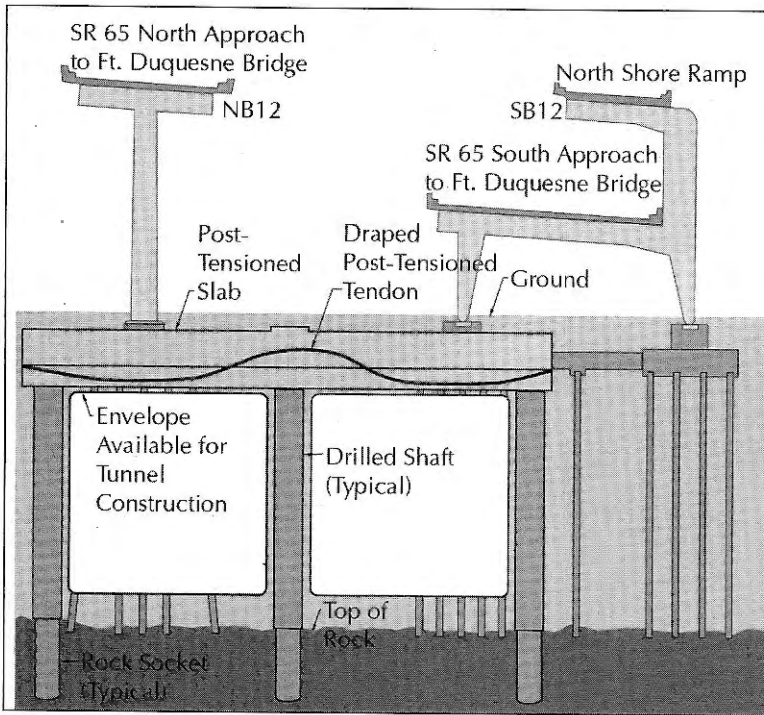 SR 65 North Approach
to Ft. Duquesne Bridge
NB12
North Shore Ramp
SB12
SR 65 South Approach
to Ft. Duquesne Bridge
Post-
Tensioned
Slab
Draped
Post-Tensioned
Tendon
Ground
Envelope
Available for
Tunnel
Construction
Drilled Shaft
(Typical)
Top of
Rock
Rock Socket
(Typical)